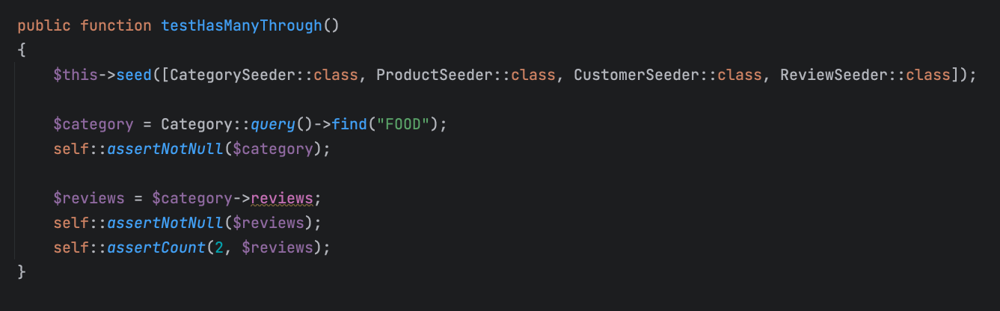 public function testHasManyThrough()
{
    $this->seed([CategorySeeder::class, ProductSeeder::class, CustomerSeeder::class, ReviewSeeder::class]);
    $category = Category::query()->find("FOOD");
    self::assertNotNull($category);
    $reviews = $category->reviews;
    self::assertNotNull($reviews);
    self::assertCount(2, $reviews);
}